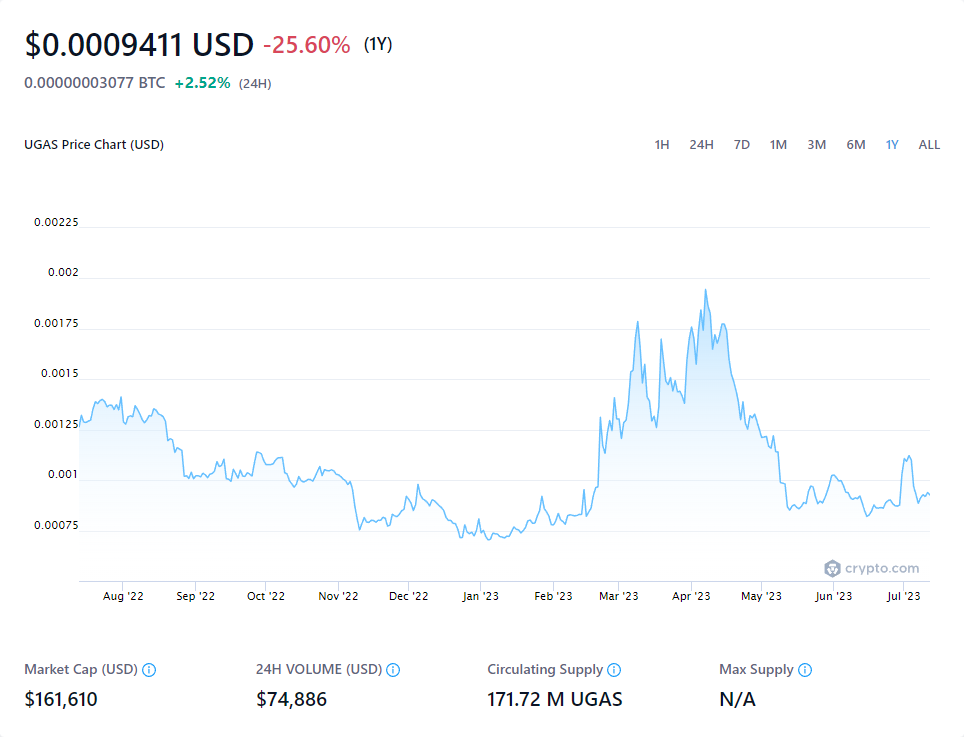 $0.0009411 USD -25.60% (1Y)
0.00000003077 BTC +2.52% (24H)
UGAS Price Chart (USD) 1H 24H 7D 1M 3M 6M 1Y ALL
0.00225
0.002
0.00175
0.0015
0.00125
0.001
0.00075
crypto.com
Aug '22 Sep '22 Oct '22 Nov '22 Dec '22 Jan '23 Feb '23 Mar '23 Apr '23 May '23 Jun '23 Jul '23
Market Cap (USD) 24H VOLUME (USD) Circulating Supply Max Supply
$161,610 $74,886 171.72 M UGAS N/A